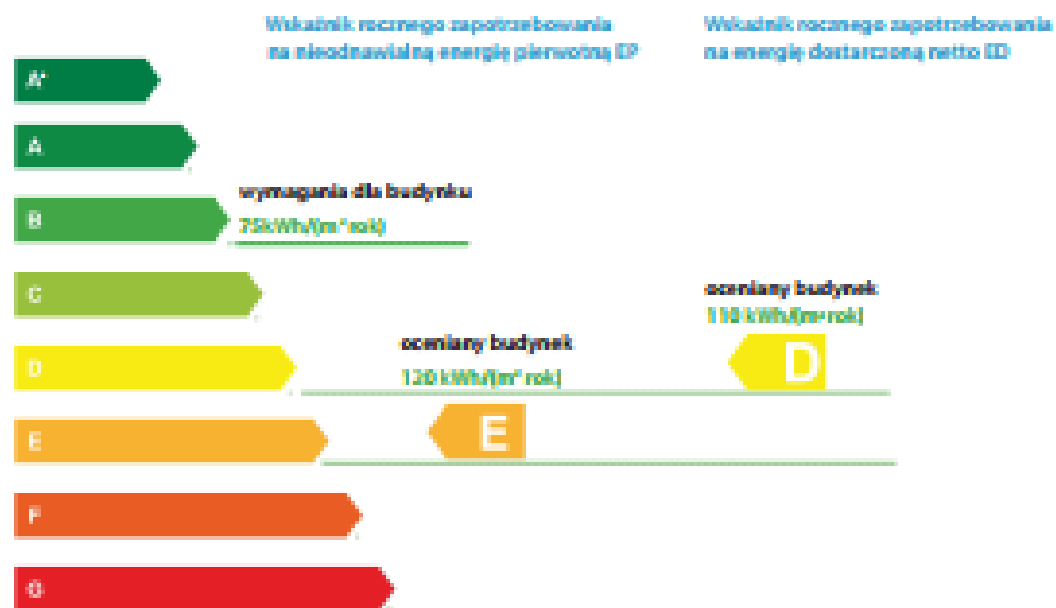 Wskaźnik rocznego zapotrzebowania
na nieodnawialną energię pierwotną EP
Wskaźnik rocznego zapotrzebowania
na energię dostarczoną netto ED
A+
A
wymagania dla budynku
B
75kWh/(m² rok)
C
oceniany budynek
110 kWh/(m² rok)
oceniany budynek
D
120 kWh/(m² rok)
D
E
E
F
G